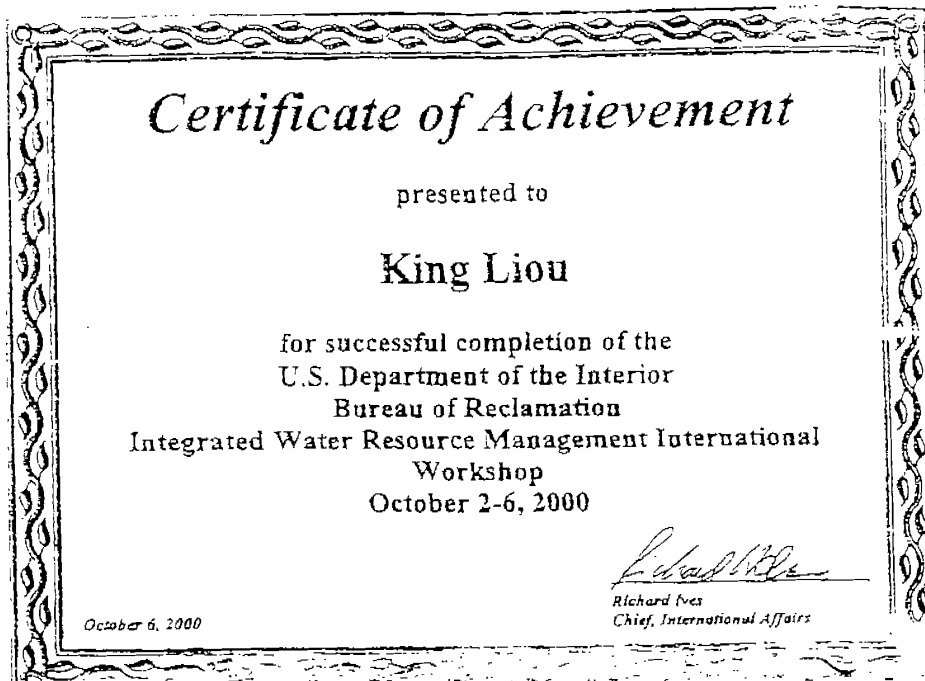 Certificate of Achievement
presented to
King Liou
for successful completion of the
U.S. Department of the Interior
Bureau of Reclamation
Integrated Water Resource Management International
Workshop
October 2-6, 2000
Richard Ives
Chief, International Affairs
October 6, 2000